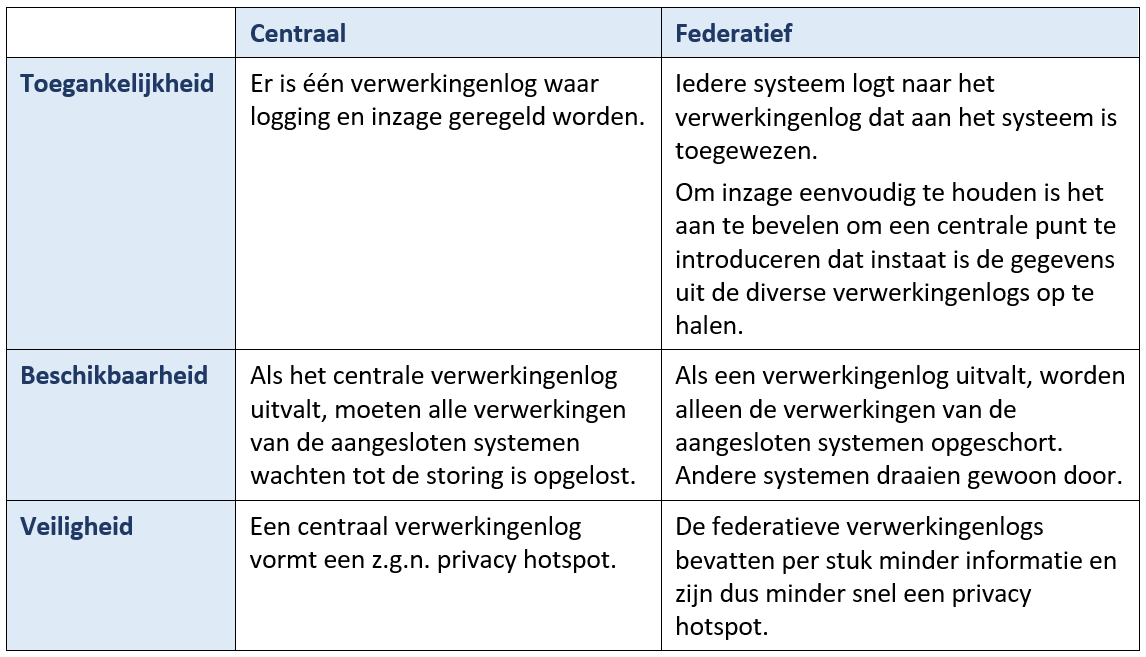 Centraal
Federatief
Toegankelijkheid
Er is één verwerkingenlog waar
logging en inzage geregeld worden.
Iedere systeem logt naar het
verwerkingenlog dat aan het systeem is
toegewezen.
Om inzage eenvoudig te houden is het
aan te bevelen om een centrale punt te
introduceren dat instaat is de gegevens
uit de diverse verwerkingenlogs op te
halen.
Beschikbaarheid
Als het centrale verwerkingenlog
uitvalt, moeten alle verwerkingen
van de aangesloten systemen
wachten tot de storing is opgelost.
Als een verwerkingenlog uitvalt, worden
alleen de verwerkingen van de
aangesloten systemen opgeschort.
Andere systemen draaien gewoon door.
Veiligheid
Een centraal verwerkingenlog
vormt een z.g.n. privacy hotspot.
De federatieve verwerkingenlogs
bevatten per stuk minder informatie en
zijn dus minder snel een privacy
hotspot.